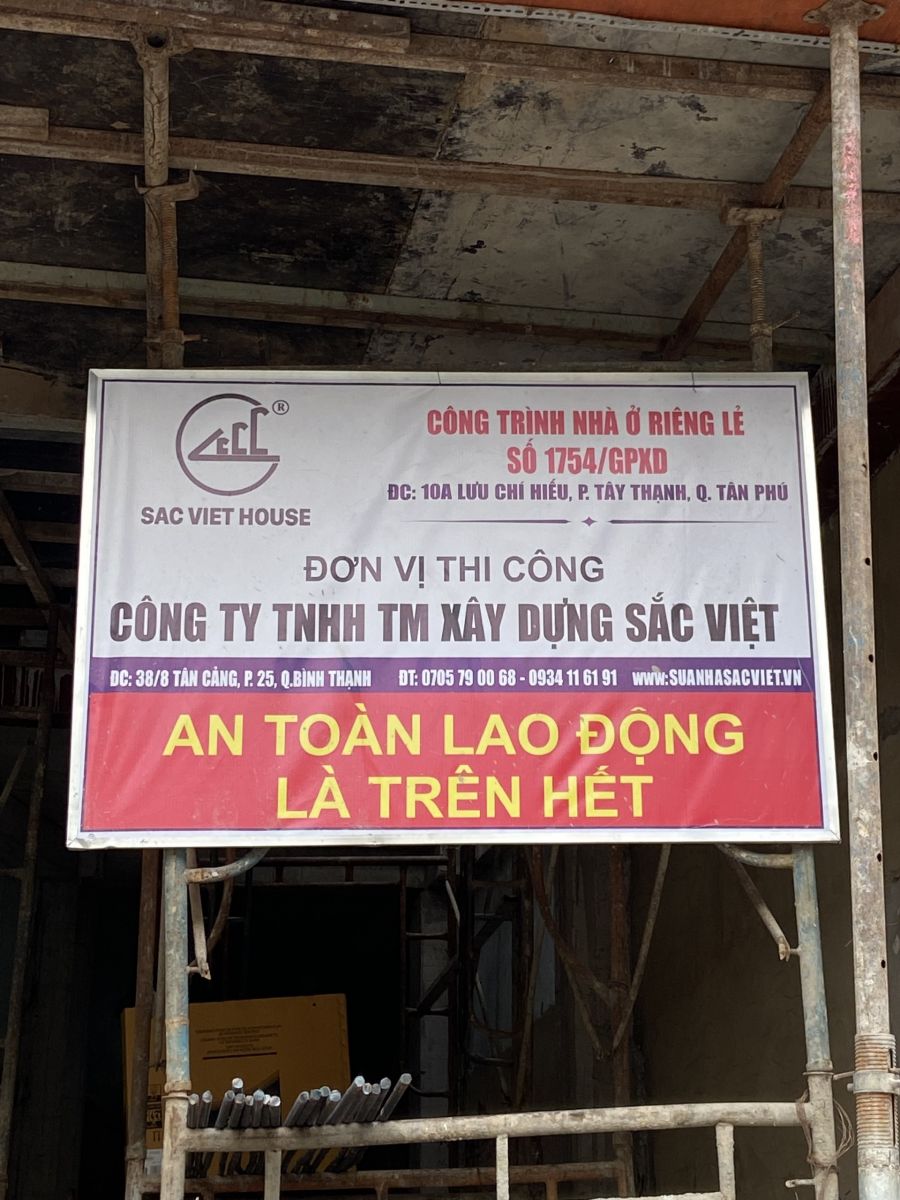 ®
SAC VIET HOUSE
CÔNG TRÌNH NHÀ Ở RIÊNG LẺ
SỐ 1754/GPXD
ĐC: 10A LƯU CHÍ HIẾU, P. TÂY THẠNH, Q. TÂN PHÚ
ĐƠN VỊ THI CÔNG
CÔNG TY TNHH TM XÂY DỰNG SẮC VIỆT
ĐC: 38/8 TÂN CẢNG, P. 25, Q.BÌNH THẠNH ĐT: 0705 79 00 68 - 0934 11 61 91 www:SUANHASACVIET.VN
AN TOÀN LAO ĐỘNG
LÀ TRÊN HẾT